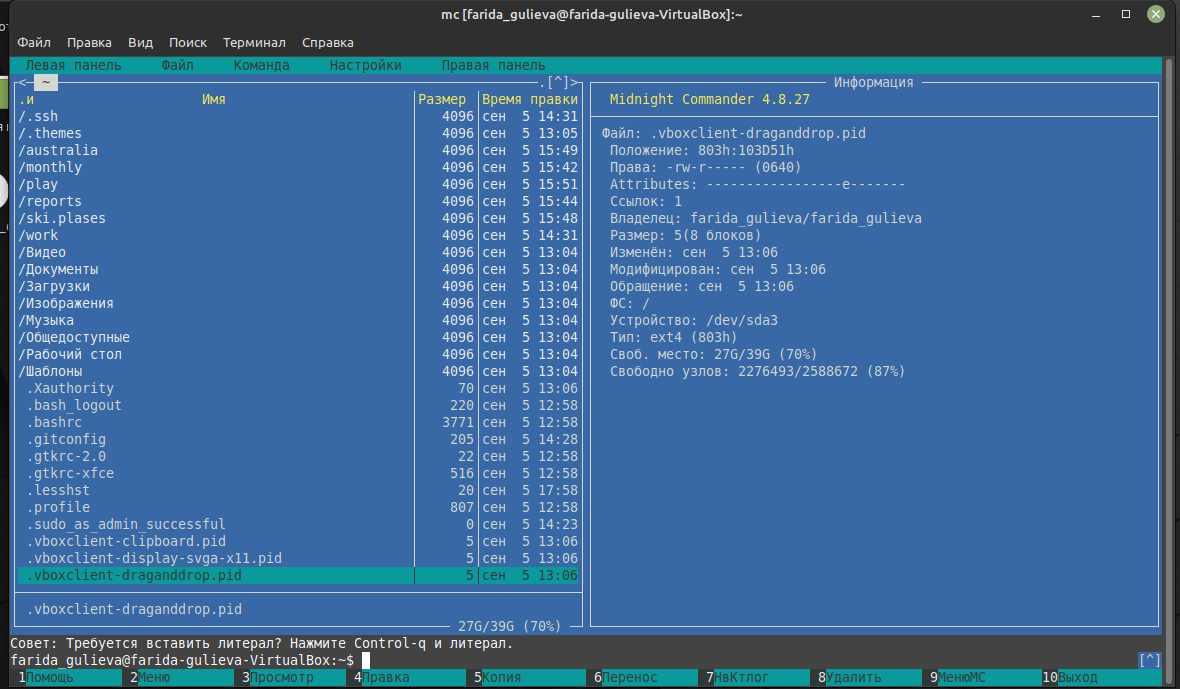 mc [farida_gulieva@farida-gulieva-VirtualBox]:~
Файл Правка Вид Поиск Терминал Справка
Левая панель Файл Команда Настройки Правая панель
<─ ~ .[^]>
.и Имя Размер Время правки
/.ssh 4096 сен 5 14:31
/.themes 4096 сен 5 13:05
/australia 4096 сен 5 15:49
/monthly 4096 сен 5 15:42
/play 4096 сен 5 15:51
/reports 4096 сен 5 15:44
/ski.plases 4096 сен 5 15:48
/work 4096 сен 5 14:31
/Видео 4096 сен 5 13:04
/Документы 4096 сен 5 13:04
/Загрузки 4096 сен 5 13:04
/Изображения 4096 сен 5 13:04
/Музыка 4096 сен 5 13:04
/Общедоступные 4096 сен 5 13:04
/Рабочий стол 4096 сен 5 13:04
/Шаблоны 4096 сен 5 13:04
.Xauthority 70 сен 5 13:06
.bash_logout 220 сен 5 12:58
.bashrc 3771 сен 5 12:58
.gitconfig 205 сен 5 14:28
.gtkrc-2.0 22 сен 5 12:58
.gtkrc-xfce 516 сен 5 12:58
.lesshst 20 сен 5 17:58
.profile 807 сен 5 12:58
.sudo_as_admin_successful 0 сен 5 14:23
.vboxclient-clipboard.pid 5 сен 5 13:06
.vboxclient-display-svga-x11.pid 5 сен 5 13:06
.vboxclient-draganddrop.pid 5 сен 5 13:06
.vboxclient-draganddrop.pid
27G/39G (70%)
Информация
Midnight Commander 4.8.27
Файл: .vboxclient-draganddrop.pid
Положение: 803h:103D51h
Права: -rw-r----- (0640)
Attributes: -----------------e-------
Ссылок: 1
Владелец: farida_gulieva/farida_gulieva
Размер: 5(8 блоков)
Изменён: сен 5 13:06
Модифицирован: сен 5 13:06
Обращение: сен 5 13:06
ФС: /
Устройство: /dev/sda3
Тип: ext4 (803h)
Своб. место: 27G/39G (70%)
Свободно узлов: 2276493/2588672 (87%)
Совет: Требуется вставить литерал? Нажмите Control-q и литерал.
farida_gulieva@farida-gulieva-VirtualBox:~$ [^]
1Помощь 2Меню 3Просмотр 4Правка 5Копия 6Перенос 7НвКтлог 8Удалить 9МенюМС 10Выход